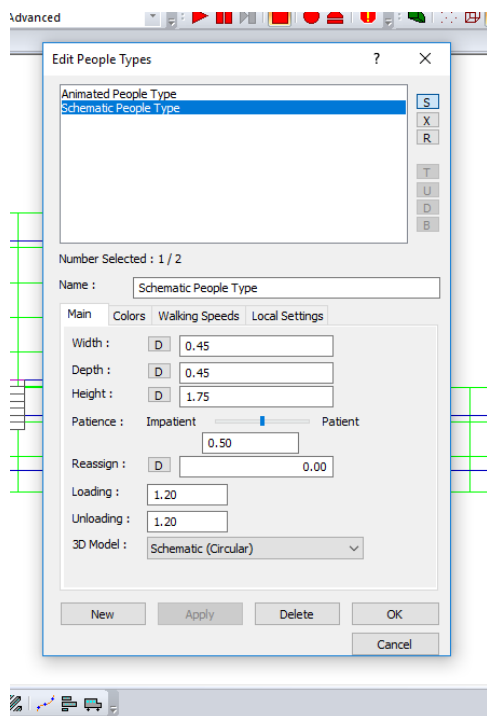 Advanced
Edit People Types ? X
Animated People Type
Schematic People Type
S
X
R
T
U
D
B
Number Selected : 1 / 2
Name : Schematic People Type
Main Colors Walking Speeds Local Settings
Width : D 0.45
Depth : D 0.45
Height : D 1.75
Patience : Impatient Patient
0.50
Reassign : D 0.00
Loading : 1.20
Unloading : 1.20
3D Model : Schematic (Circular)
New Apply Delete OK
Cancel